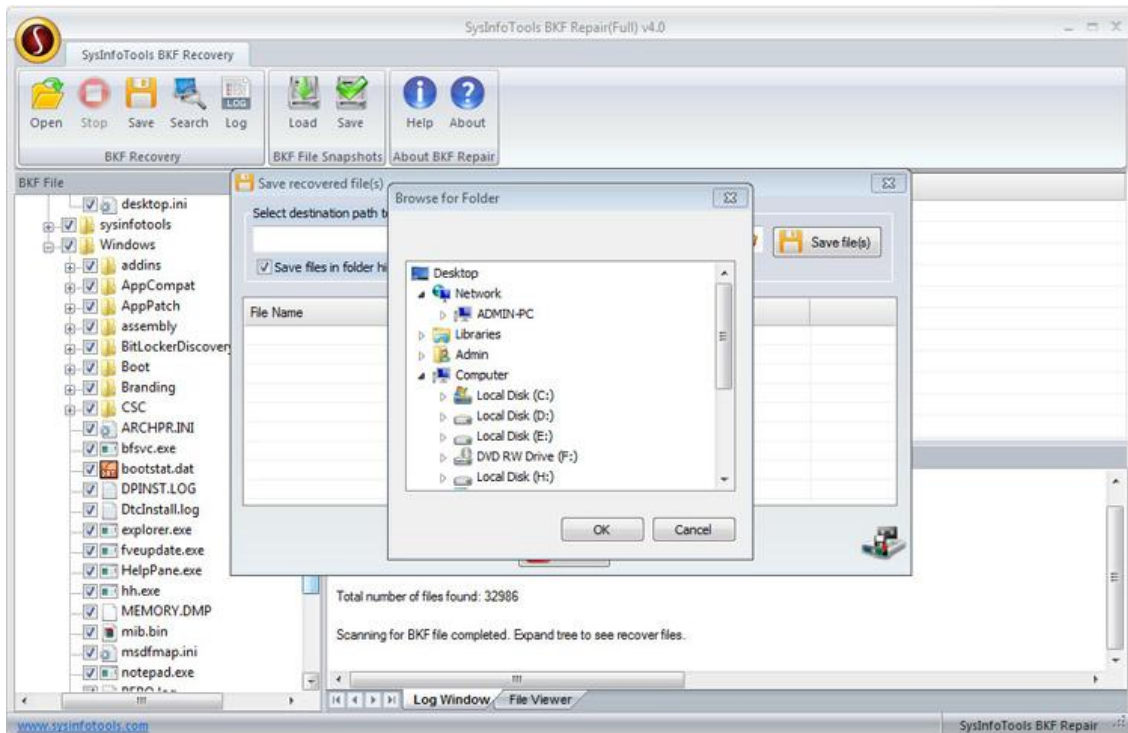 SysInfoTools BKF Repair(Full) v4.0
SysInfoTools BKF Recovery
Open Stop Save Search Log Load Save Help About
LOG
BKF Recovery BKF File Snapshots About BKF Repair
BKF File
desktop.ini
sysinfotools
Windows
addins
AppCompat
AppPatch
assembly
BitLockerDiscovery
Boot
Branding
CSC
ARCHPR.INI
bfsvc.exe
bootstat.dat
DPINST.LOG
DtcInstall.log
explorer.exe
fveupdate.exe
HelpPane.exe
hh.exe
MEMORY.DMP
mib.bin
msdfmap.ini
notepad.exe
Save recovered file(s)
Select destination path
Save file(s)
Save files in folder
File Name
Browse for Folder
Desktop
Network
ADMIN-PC
Libraries
Admin
Computer
Local Disk (C:)
Local Disk (D:)
Local Disk (E:)
DVD RW Drive (F:)
Local Disk (H:)
OK Cancel
Total number of files found: 32986
Scanning for BKF file completed. Expand tree to see recover files.
Log Window File Viewer
www.sysinfotools.com
SysInfoTools BKF Repair